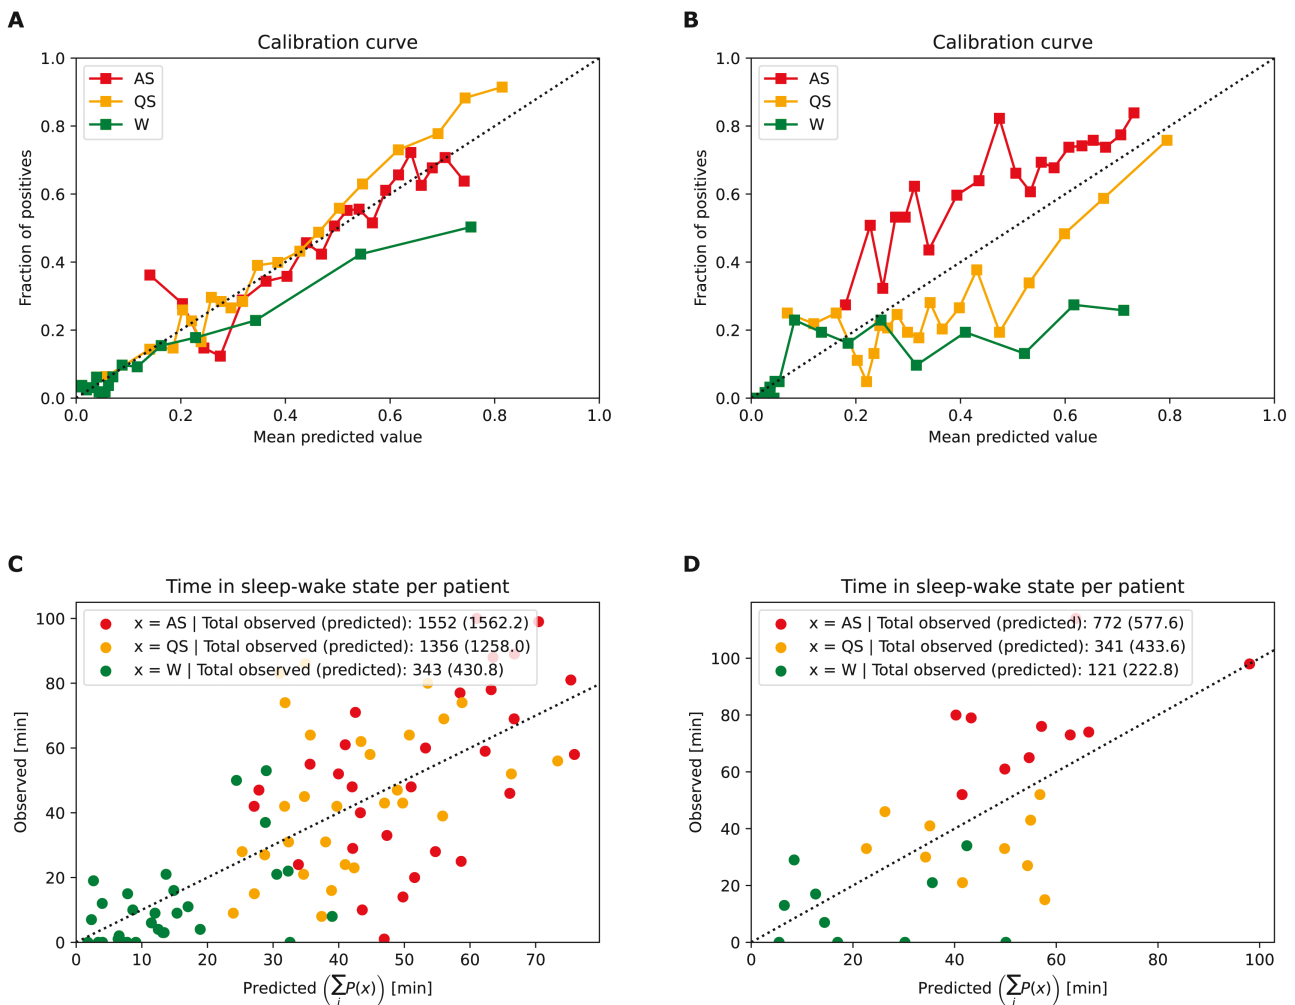 A
Calibration curve
AS
QS
W
Fraction of positives
1.0
0.8
0.6
0.4
0.2
0.0
0.0 0.2 0.4 0.6 0.8 1.0
Mean predicted value
B
Calibration curve
AS
QS
W
Fraction of positives
1.0
0.8
0.6
0.4
0.2
0.0
0.0 0.2 0.4 0.6 0.8 1.0
Mean predicted value
C
Time in sleep-wake state per patient
x = AS | Total observed (predicted): 1552 (1562.2)
x = QS | Total observed (predicted): 1356 (1258.0)
x = W | Total observed (predicted): 343 (430.8)
Observed [min]
100
80
60
40
20
0
0 10 20 30 40 50 60 70
Predicted (∑i P(x)) [min]
D
Time in sleep-wake state per patient
x = AS | Total observed (predicted): 772 (577.6)
x = QS | Total observed (predicted): 341 (433.6)
x = W | Total observed (predicted): 121 (222.8)
Observed [min]
100
80
60
40
20
0
0 20 40 60 80 100
Predicted (∑i P(x)) [min]